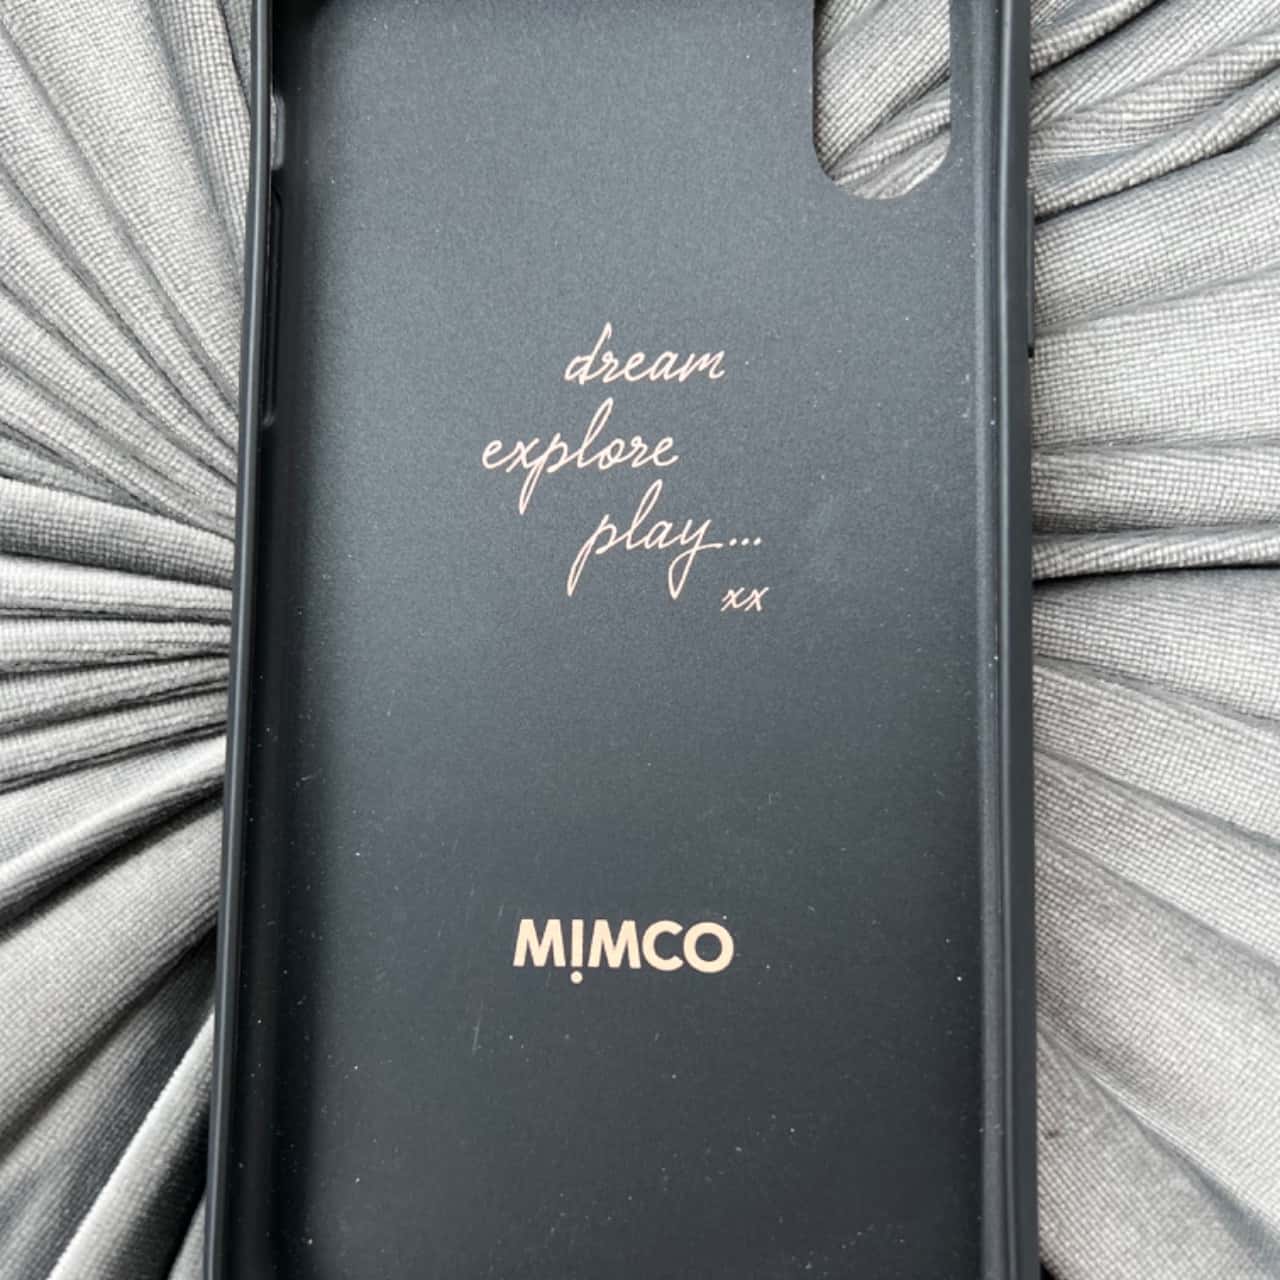 dream
explore
play...
xx
MIMCO